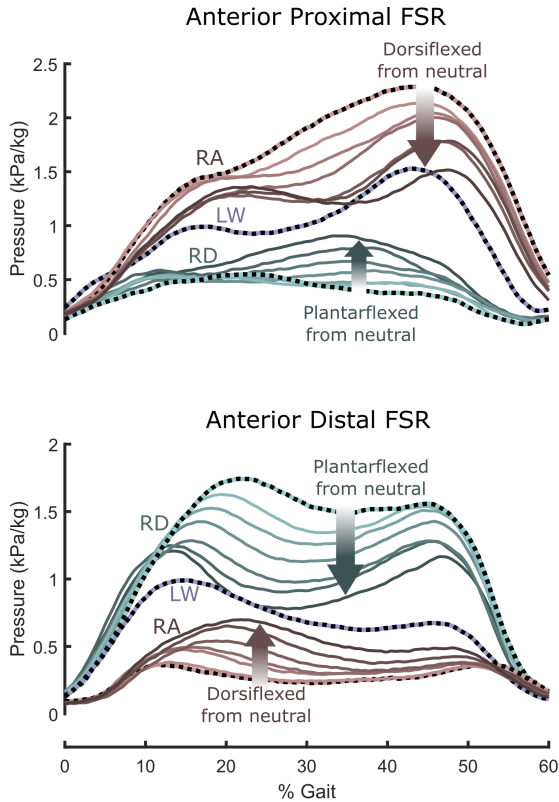 Anterior Proximal FSR
Dorsiflexed
from neutral
2.5
2
1.5
1
0.5
0
Pressure (kPa/kg)
RA
LW
RD
Plantarflexed
from neutral
Anterior Distal FSR
Plantarflexed
from neutral
2
1.5
1
0.5
0
Pressure (kPa/kg)
RD
LW
RA
Dorsiflexed
from neutral
0 10 20 30 40 50 60
% Gait